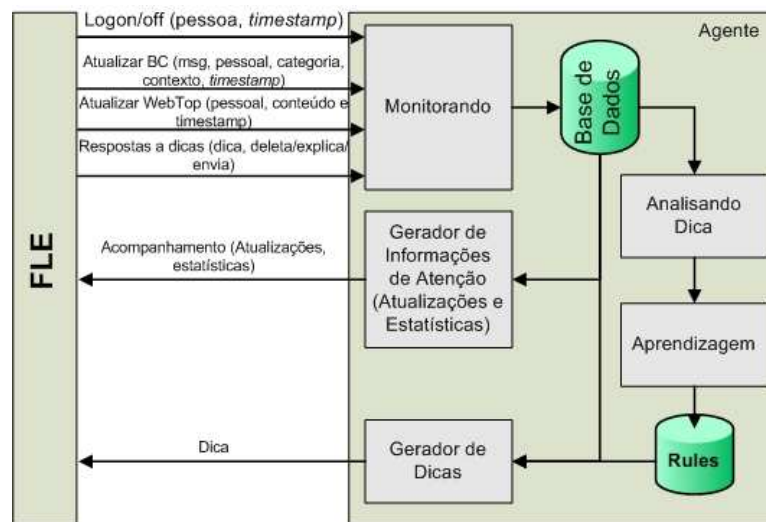 Logon/off (pessoa, timestamp)
Agente
Atualizar BC (msg, pessoal, categoria,
contexto, timestamp)
Atualizar WebTop (pessoal, conteúdo e
timestamp)
Respostas a dicas (dica, deleta/explica/
envia)
Monitorando
Base de
Dados
Analisando
Dica
FLE
Acompanhamento (Atualizações,
estatísticas)
Gerador de
Informações
de Atenção
(Atualizações e
Estatísticas)
Aprendizagem
Dica
Gerador de
Dicas
Rules